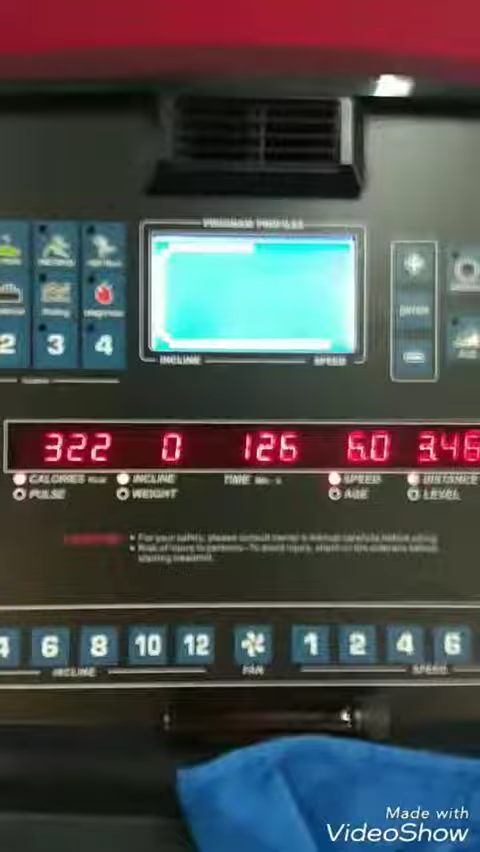 PROGRAM PROFILES
INCLINE SPEED
ENTER
2 3 4
322 0 126 6.0 3.46
CALORIES INCLINE TIME SPEED DISTANCE
PULSE WEIGHT AGE LEVEL
For your safety, please consult owner's manual carefully before using
Risk of injury to persons - To avoid injury, stand on the siderails before
starting treadmill
4 6 8 10 12 1 2 4 6
INCLINE FAN SPEED
Made with
VideoShow